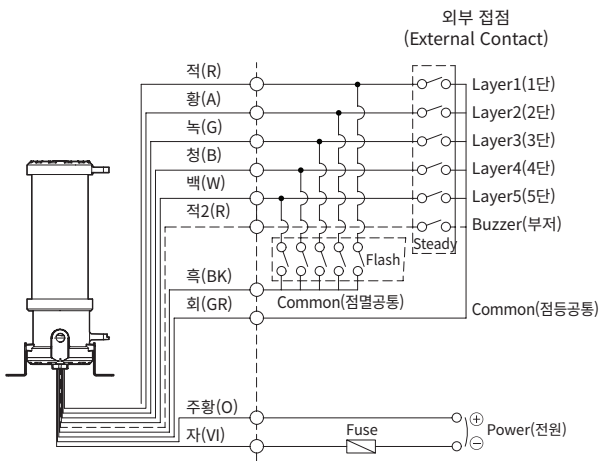 외부 접점
(External Contact)
적(R)
Layer1(1단)
황(A)
Layer2(2단)
녹(G)
Layer3(3단)
청(B)
Layer4(4단)
백(W)
Layer5(5단)
적2(R)
Buzzer(부저)
Steady
Flash
흑(BK)
Common(점멸공통)
회(GR)
Common(점등공통)
주황(O)
Fuse
Power(전원)
자(VI)